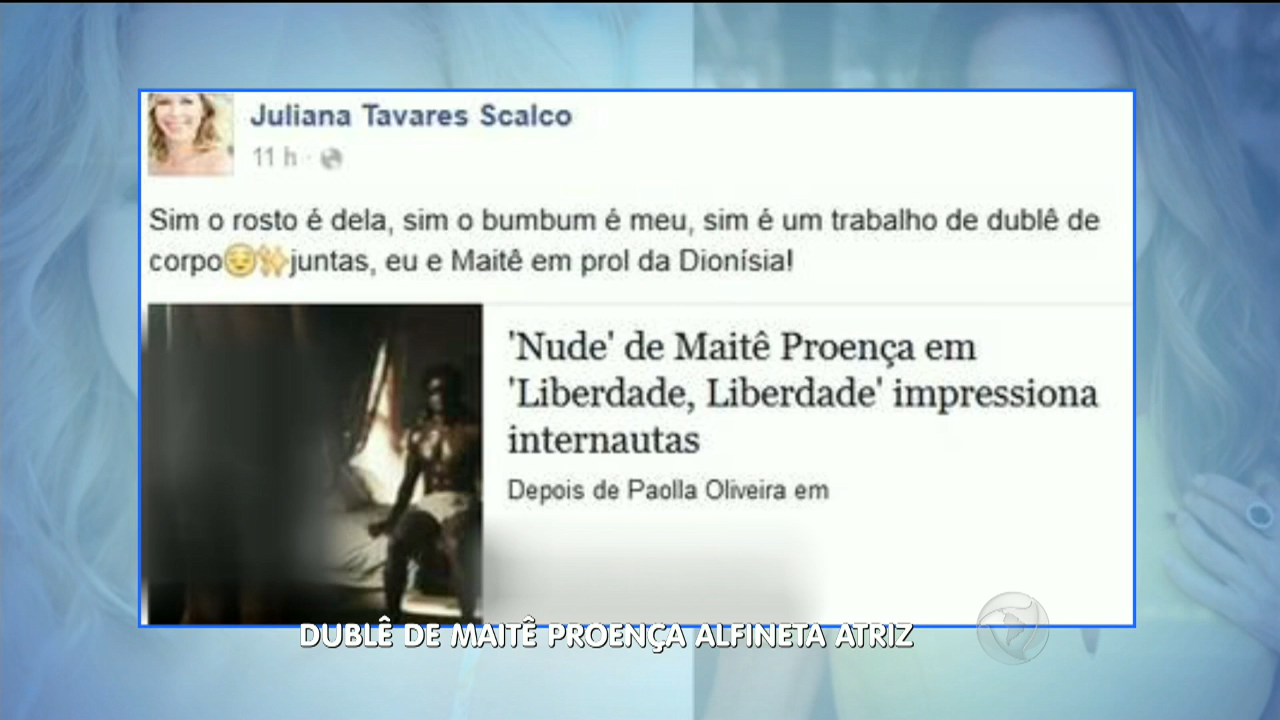 Juliana Tavares Scalco
11 h ·
Sim o rosto é dela, sim o bumbum é meu, sim é um trabalho de dublê de
corpo😌✨juntas, eu e Maitê em prol da Dionísia!
'Nude' de Maitê Proença em
'Liberdade, Liberdade' impressiona
internautas
Depois de Paolla Oliveira em
DUBLÊ DE MAITÊ PROENÇA ALFINETA ATRIZ